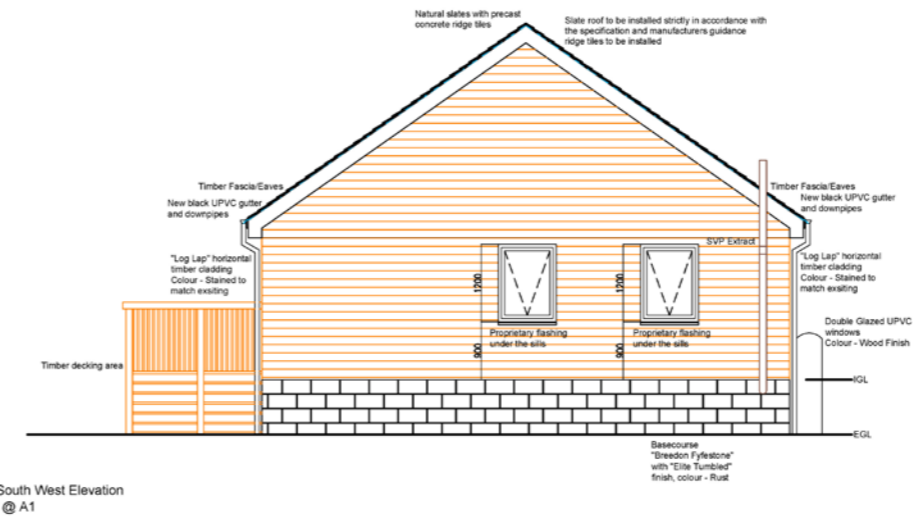 Natural slates with precast
concrete ridge tiles
Slate roof to be installed strictly in accordance with
the specification and manufacturers guidance
ridge tiles to be installed
Timber Fascia/Eaves
New black UPVC gutter
and downpipes
Timber Fascia/Eaves
New black UPVC gutter
and downpipes
SVP Extract
"Log Lap" horizontal
timber cladding
Colour - Stained to
match exsiting
"Log Lap" horizontal
timber cladding
Colour - Stained to
match exsiting
1200
1200
Double Glazed UPVC
windows
Colour - Wood Finish
Proprietary flashing
under the sills
Proprietary flashing
under the sills
900
900
Timber decking area
IGL
EGL
Basecourse
"Breedon Fyfestone"
with "Elite Tumbled"
finish, colour - Rust
South West Elevation
@ A1